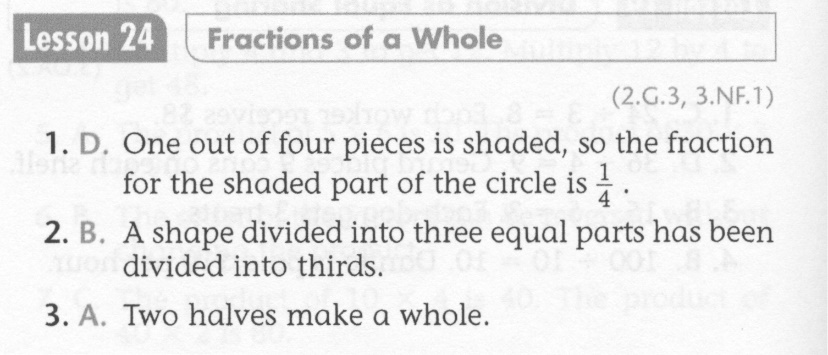 Lesson 24 Fractions of a Whole
(2.G.3, 3.NF.1)
1. D. One out of four pieces is shaded, so the fraction
for the shaded part of the circle is 1/4 .
2. B. A shape divided into three equal parts has been
divided into thirds.
3. A. Two halves make a whole.